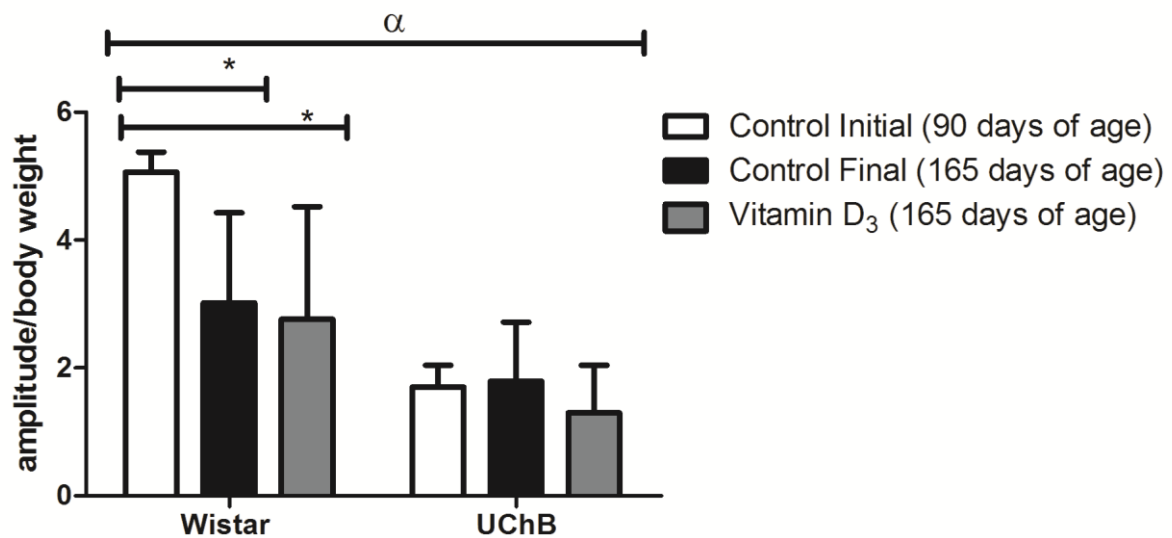 α
*
*
amplitude/body weight
6
4
2
0
Wistar
UChB
Control Initial (90 days of age)
Control Final (165 days of age)
Vitamin D₃ (165 days of age)